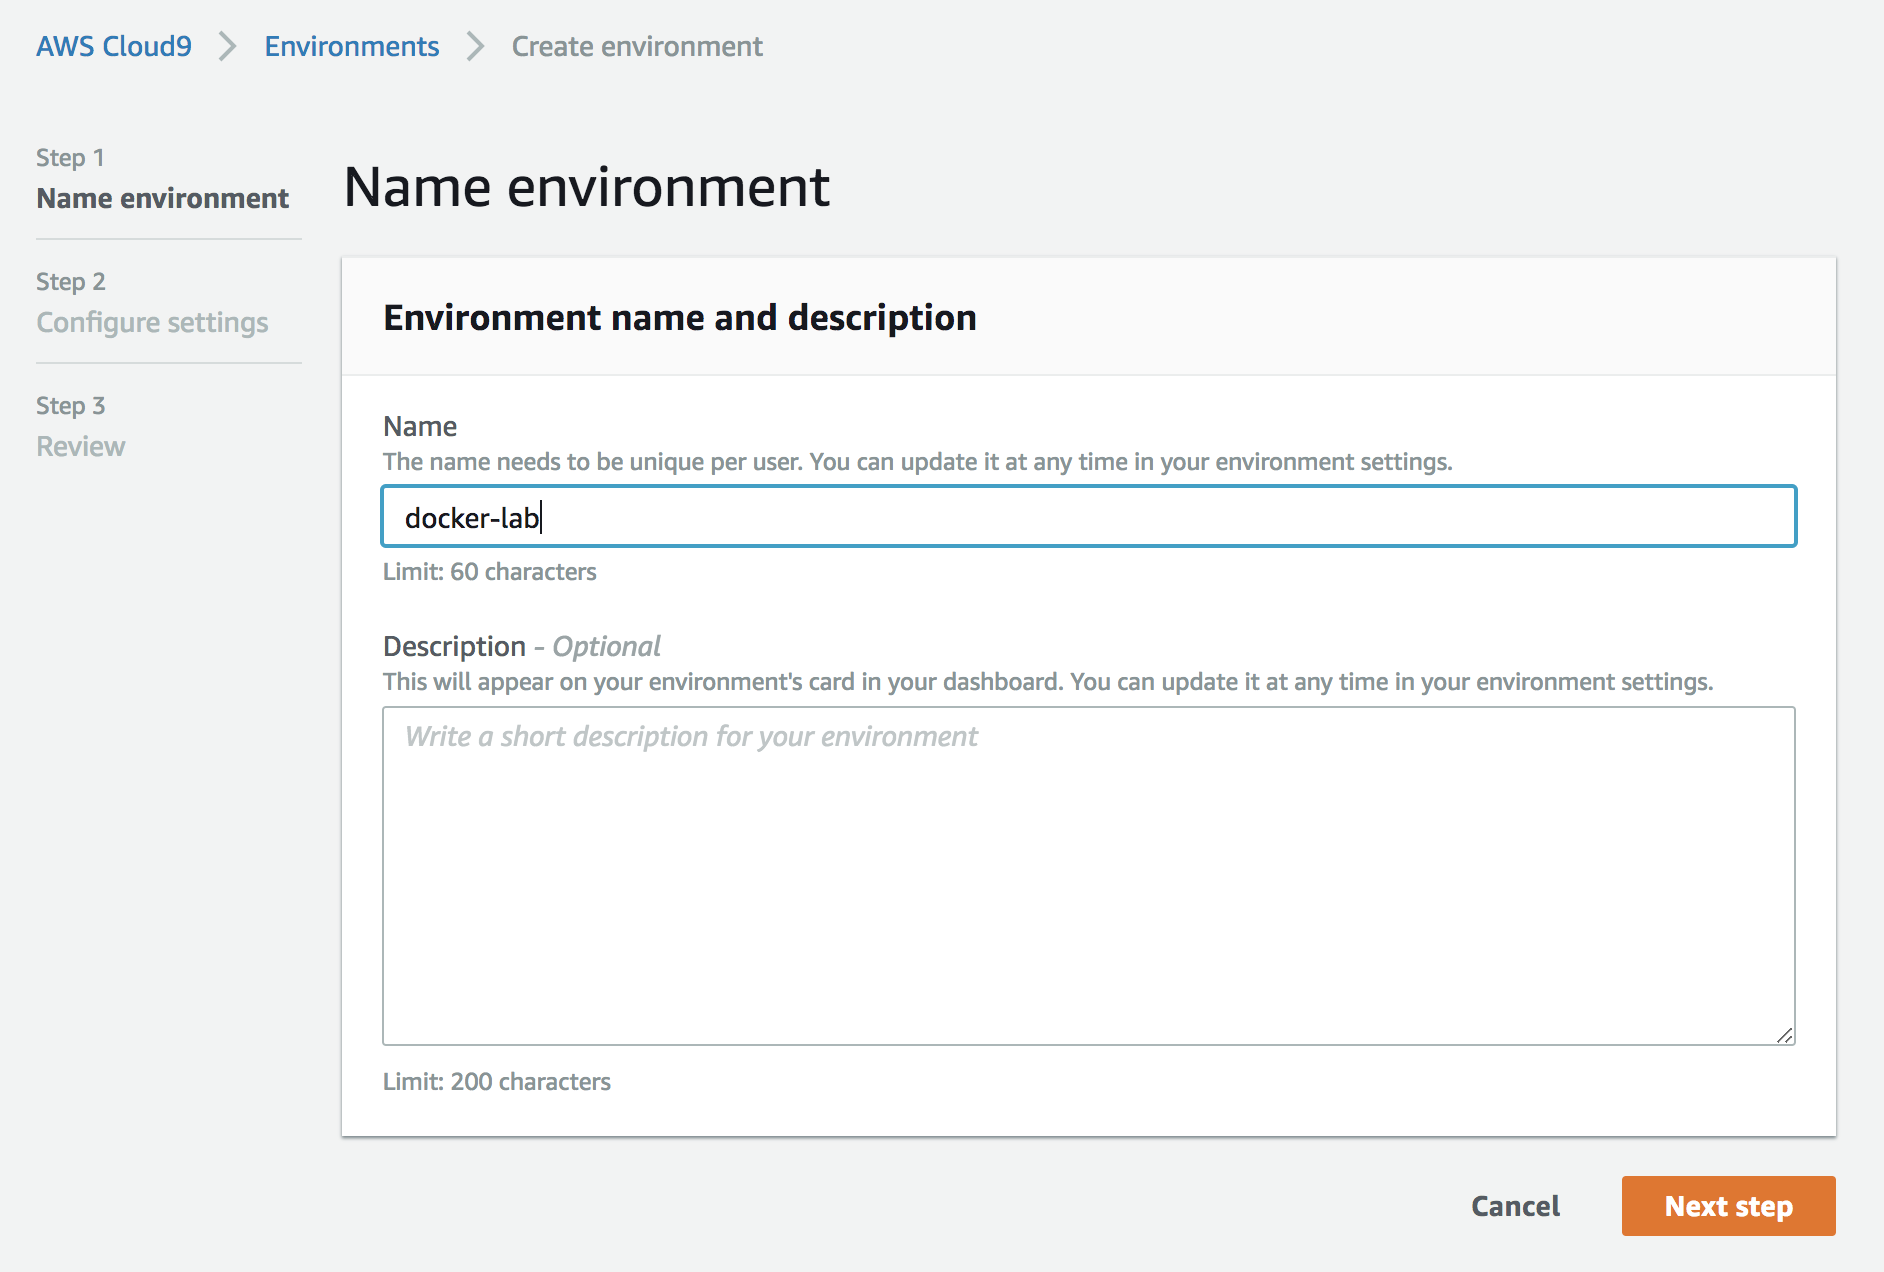 AWS Cloud9 > Environments > Create environment
Step 1
Name environment
Step 2
Configure settings
Step 3
Review
Name environment
Environment name and description
Name
The name needs to be unique per user. You can update it at any time in your environment settings.
docker-lab
Limit: 60 characters
Description - Optional
This will appear on your environment's card in your dashboard. You can update it at any time in your environment settings.
Write a short description for your environment
Limit: 200 characters
Cancel
Next step